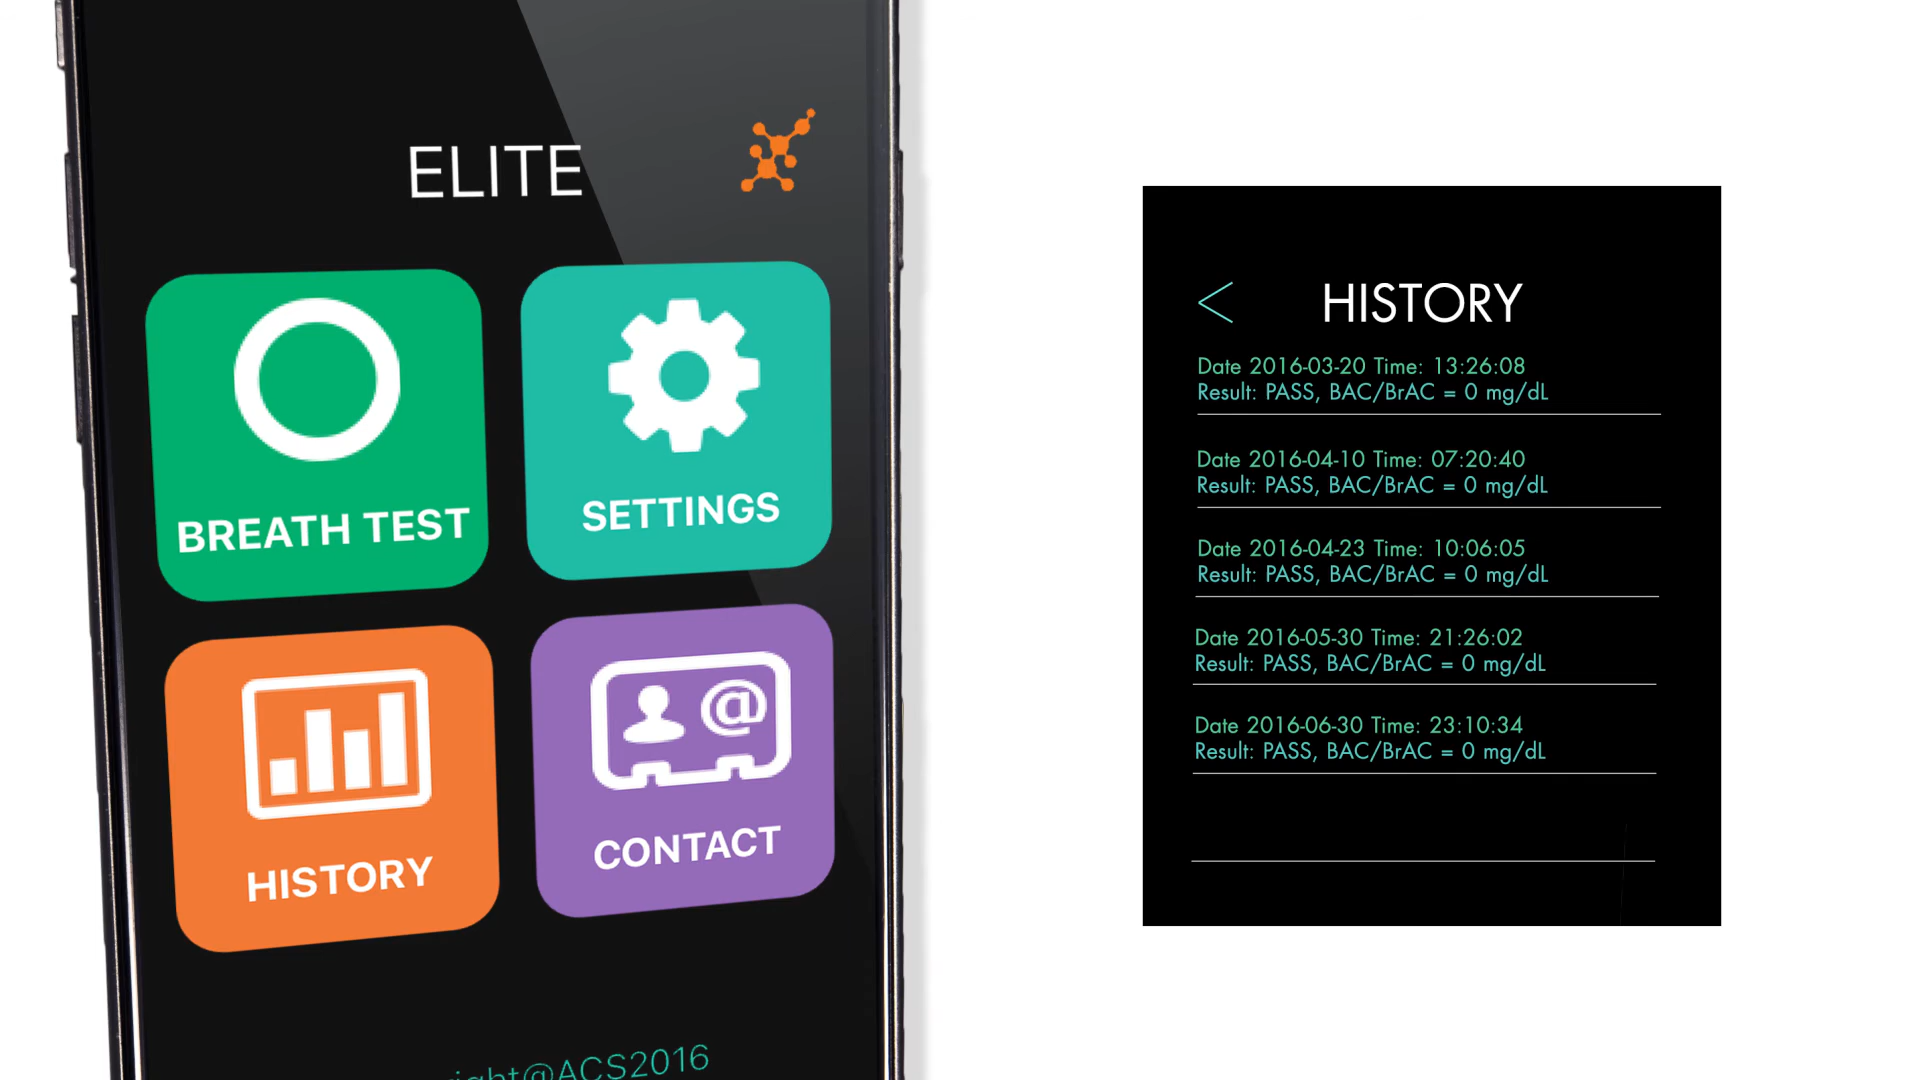 ELITE
BREATH TEST
SETTINGS
HISTORY
CONTACT
right@ACS2016
HISTORY
Date 2016-03-20 Time: 13:26:08
Result: PASS, BAC/BrAC = 0 mg/dL
Date 2016-04-10 Time: 07:20:40
Result: PASS, BAC/BrAC = 0 mg/dL
Date 2016-04-23 Time: 10:06:05
Result: PASS, BAC/BrAC = 0 mg/dL
Date 2016-05-30 Time: 21:26:02
Result: PASS, BAC/BrAC = 0 mg/dL
Date 2016-06-30 Time: 23:10:34
Result: PASS, BAC/BrAC = 0 mg/dL